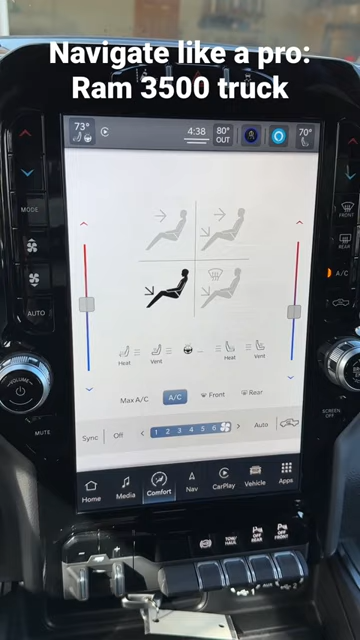 Navigate like a pro:
Ram 3500 truck
73° 4:38 80° OUT 70°
MODE
FRONT
REAR
A/C
AUTO
Heat Vent Heat Vent
Max A/C A/C Front Rear
Sync Off 1 2 3 4 5 6 Auto
VOLUME
SCREEN OFF
MUTE
Home Media Comfort Nav CarPlay Vehicle Apps
TOW/HAUL OFF REAR OFF FRONT
AUX